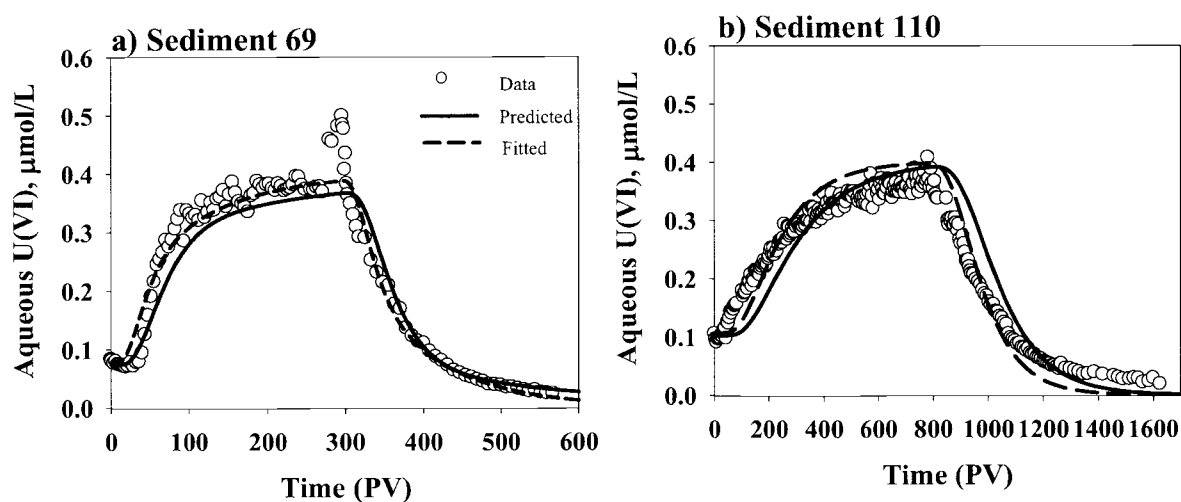 a) Sediment 69
Aqueous U(VI), µmol/L
0.6
0.5
0.4
0.3
0.2
0.1
0.0
Data
Predicted
Fitted
0 100 200 300 400 500 600
Time (PV)
b) Sediment 110
Aqueous U(VI), µmol/L
0.6
0.5
0.4
0.3
0.2
0.1
0.0
0 200 400 600 800 1000 1200 1400 1600
Time (PV)